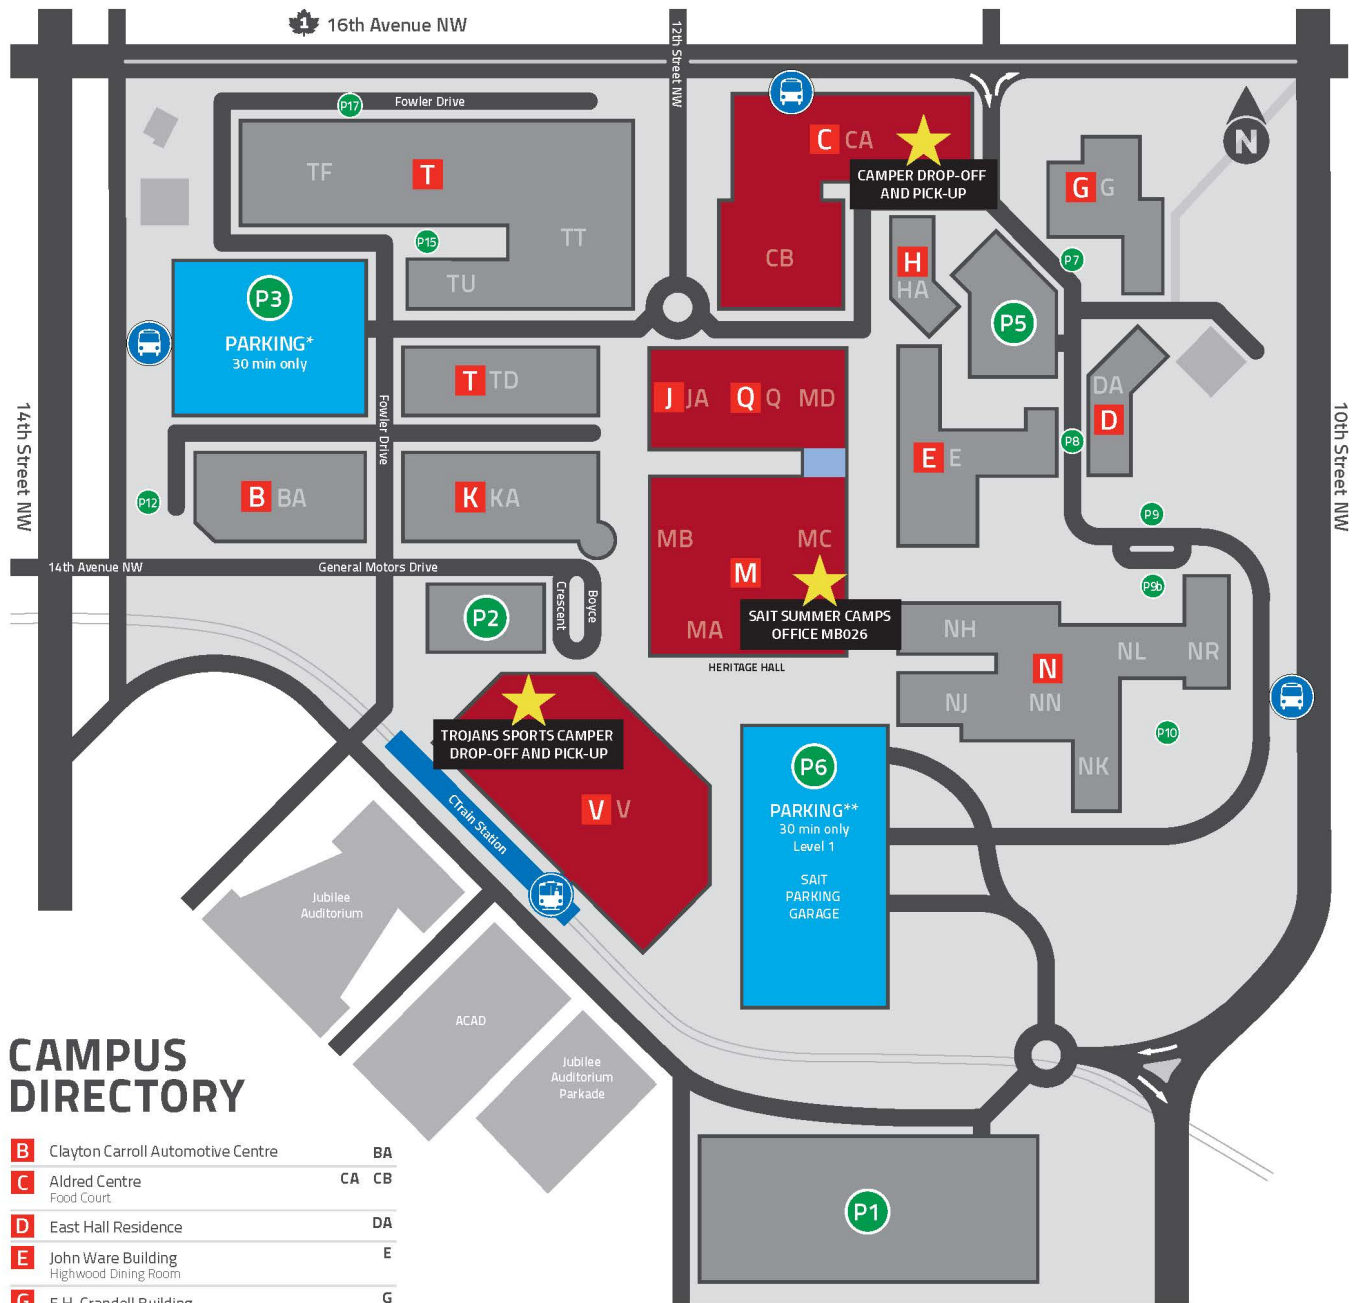 1 16th Avenue NW
12th Street NW
P17 Fowler Drive
TF T
TT
P15
TU
C CA
CAMPER DROP-OFF
AND PICK-UP
CB
N
G G
H
HA
P7
P5
P3
PARKING*
30 min only
T TD
Fowler Drive
J JA Q Q MD
DA
D
P8
E E
14th Street NW
10th Street NW
P12
B BA
K KA
MB MC
M
MA
SAIT SUMMER CAMPS
OFFICE MB026
HERITAGE HALL
P9
P9b
14th Avenue NW
General Motors Drive
Boyce
Crescent
P2
NH
NL NR
N
NJ NN
NK
P10
TROJANS SPORTS CAMPER
DROP-OFF AND PICK-UP
V V
CTrain Station
P6
PARKING**
30 min only
Level 1
SAIT
PARKING
GARAGE
Jubilee
Auditorium
ACAD
Jubilee
Auditorium
Parkade
P1
CAMPUS
DIRECTORY
B Clayton Carroll Automotive Centre BA
C Aldred Centre CA CB
Food Court
D East Hall Residence DA
E John Ware Building E
Highwood Dining Room
G E.H. Crandell Building G